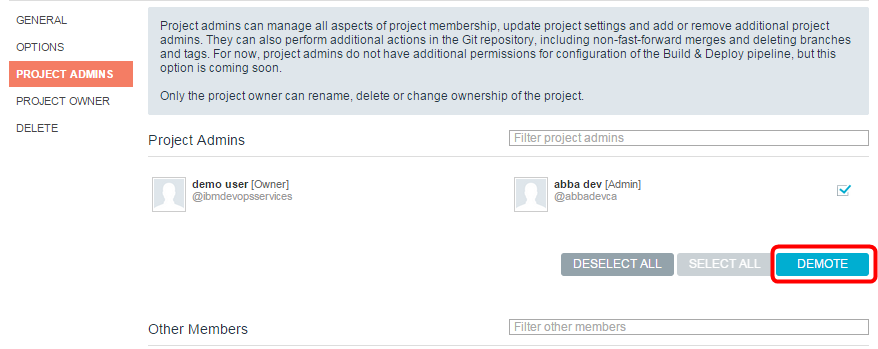 GENERAL
OPTIONS
PROJECT ADMINS
PROJECT OWNER
DELETE
Project admins can manage all aspects of project membership, update project settings and add or remove additional project
admins. They can also perform additional actions in the Git repository, including non-fast-forward merges and deleting branches
and tags. For now, project admins do not have additional permissions for configuration of the Build & Deploy pipeline, but this
option is coming soon.
Only the project owner can rename, delete or change ownership of the project.
Project Admins
Filter project admins
demo user [Owner]
@ibmdevopsservices
abba dev [Admin]
@abbadevca
DESELECT ALL
SELECT ALL
DEMOTE
Other Members
Filter other members